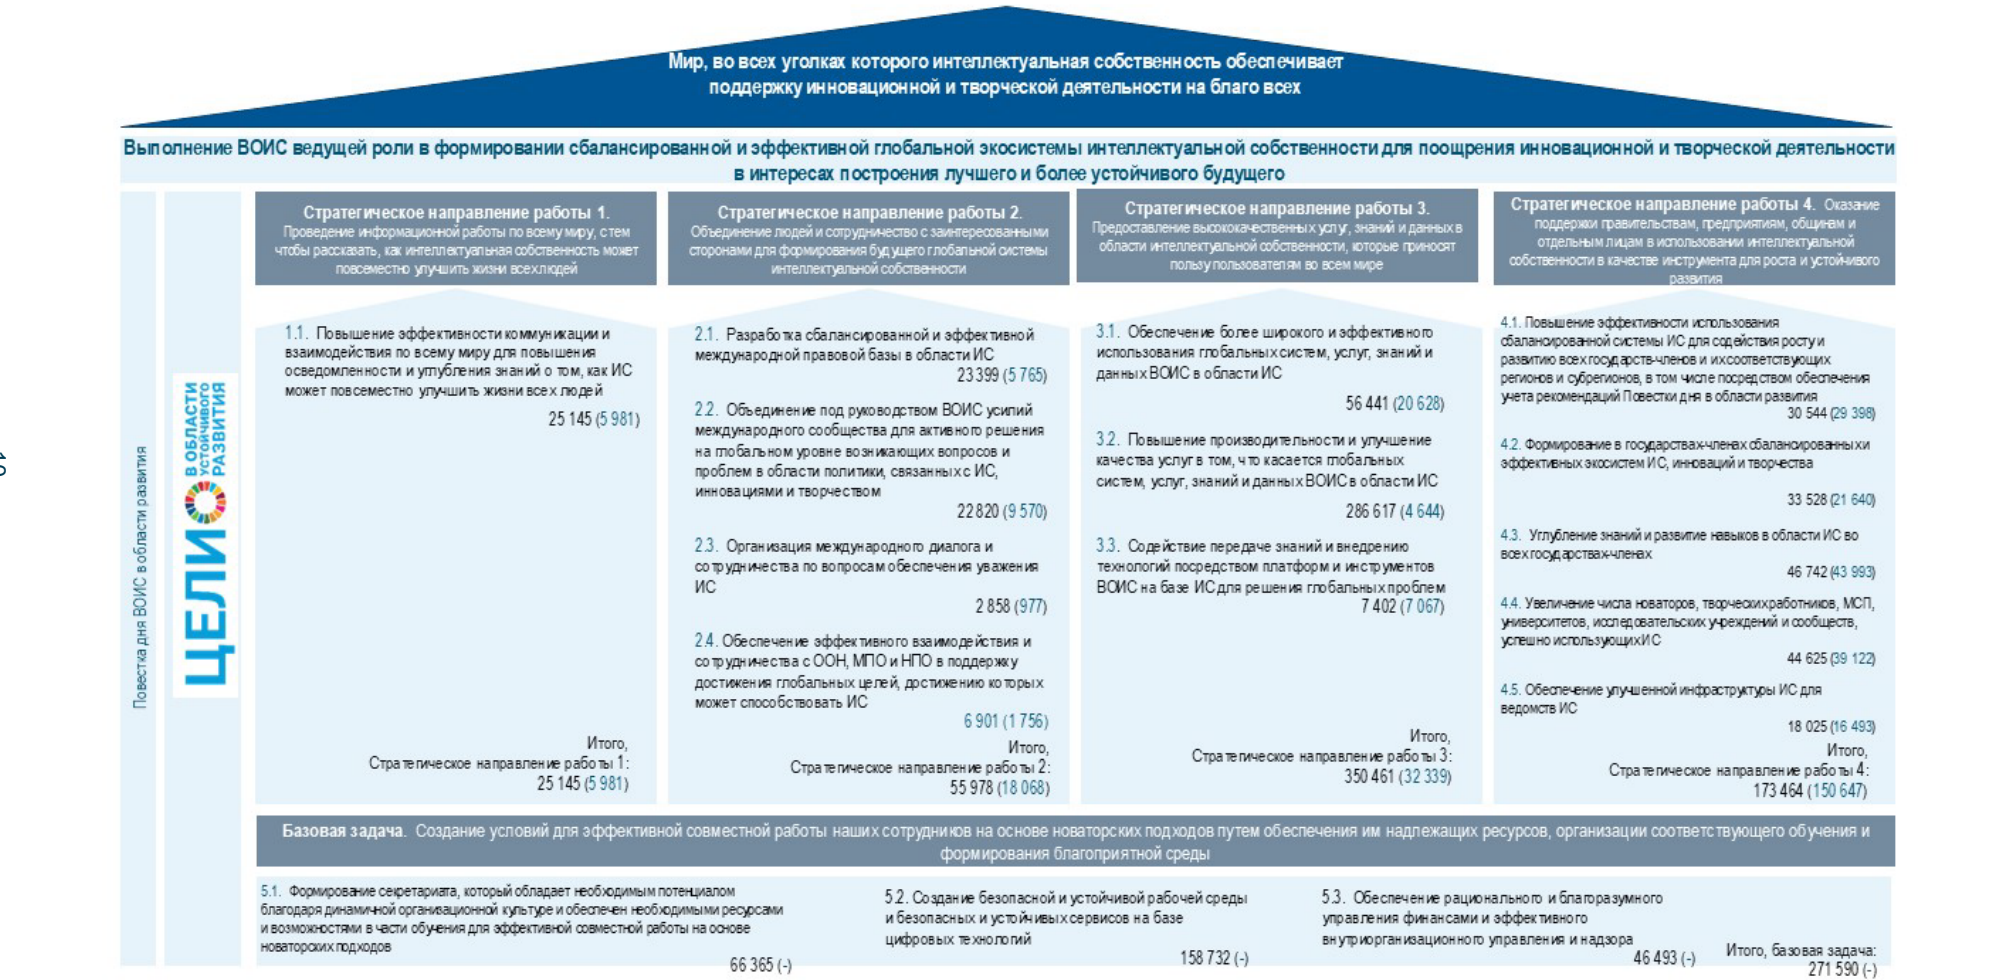 Мир, во всех уголках которого интеллектуальная собственность обеспечивает
поддержку инновационной и творческой деятельности на благо всех
Выполнение ВОИС ведущей роли в формировании сбалансированной и эффективной глобальной экосистемы интеллектуальной собственности для поощрения инновационной и творческой деятельности
в интересах построения лучшего и более устойчивого будущего
Повестка дня ВОИС в области развития
ЦЕЛИ
В ОБЛАСТИ
УСТОЙЧИВОГО
РАЗВИТИЯ
Стратегическое направление работы 1.
Проведение информационной работы по всему миру, с тем
чтобы рассказать, как интеллектуальная собственность может
повсеместно улучшить жизни всех людей
1.1. Повышение эффективности коммуникации и
взаимодействия по всему миру для повышения
осведомленности и углубления знаний о том, как ИС
может повсеместно улучшить жизни всех людей
25 145 (5 981)
Итого,
Стратегическое направление работы 1:
25 145 (5 981)
Стратегическое направление работы 2.
Объединение людей и сотрудничество с заинтересованными
сторонами для формирования будущего глобальной системы
интеллектуальной собственности
2.1. Разработка сбалансированной и эффективной
международной правовой базы в области ИС
23 399 (5 765)
2.2. Объединение под руководством ВОИС усилий
международного сообщества для активного решения
на глобальном уровне возникающих вопросов и
проблем в области политики, связанных с ИС,
инновациями и творчеством
22 820 (9 570)
2.3. Организация международного диалога и
сотрудничества по вопросам обеспечения уважения
ИС
2 858 (977)
2.4. Обеспечение эффективного взаимодействия и
сотрудничества с ООН, МПО и НПО в поддержку
достижения глобальных целей, достижению которых
может способствовать ИС
6 901 (1 756)
Итого,
Стратегическое направление работы 2:
55 978 (18 068)
Стратегическое направление работы 3.
Предоставление высококачественных услуг, знаний и данных в
области интеллектуальной собственности, которые приносят
пользу пользователям во всем мире
3.1. Обеспечение более широкого и эффективного
использования глобальных систем, услуг, знаний и
данных ВОИС в области ИС
56 441 (20 628)
3.2. Повышение производительности и улучшение
качества услуг в том, что касается глобальных
систем, услуг, знаний и данных ВОИС в области ИС
286 617 (4 644)
3.3. Содействие передаче знаний и внедрению
технологий посредством платформ и инструментов
ВОИС на базе ИС для решения глобальных проблем
7 402 (7 067)
Итого,
Стратегическое направление работы 3:
350 461 (32 339)
Стратегическое направление работы 4. Оказание
поддержки правительствам, предприятиям, общинам и
отдельным лицам в использовании интеллектуальной
собственности в качестве инструмента для роста и устойчивого
развития
4.1. Повышение эффективности использования
сбалансированной системы ИС для содействия росту и
развитию всех государств-членов и их соответствующих
регионов и субрегионов, в том числе посредством обеспечения
учета рекомендаций Повестки дня в области развития
30 544 (29 398)
4.2. Формирование в государствах-членах сбалансированных и
эффективных экосистем ИС, инноваций и творчества
33 528 (21 640)
4.3. Углубление знаний и развитие навыков в области ИС во
всех государствах-членах
46 742 (43 993)
4.4. Увеличение числа новаторов, творческих работников, МСП,
университетов, исследовательских учреждений и сообществ,
успешно использующих ИС
44 625 (39 122)
4.5. Обеспечение улучшенной инфраструктуры ИС для
ведомств ИС
18 025 (16 493)
Итого,
Стратегическое направление работы 4:
173 464 (150 647)
Базовая задача. Создание условий для эффективной совместной работы наших сотрудников на основе новаторских подходов путем обеспечения им надлежащих ресурсов, организации соответствующего обучения и
формирования благоприятной среды
5.1. Формирование секретариата, который обладает необходимым потенциалом
благодаря динамичной организационной культуре и обеспечен необходимыми ресурсами
и возможностями в части обучения для эффективной совместной работы на основе
новаторских подходов
66 365 (-)
5.2. Создание безопасной и устойчивой рабочей среды
и безопасных и устойчивых сервисов на базе
цифровых технологий
158 732 (-)
5.3. Обеспечение рационального и благоразумного
управления финансами и эффективного
внутриорганизационного управления и надзора
46 493 (-)
Итого, базовая задача:
271 590 (-)